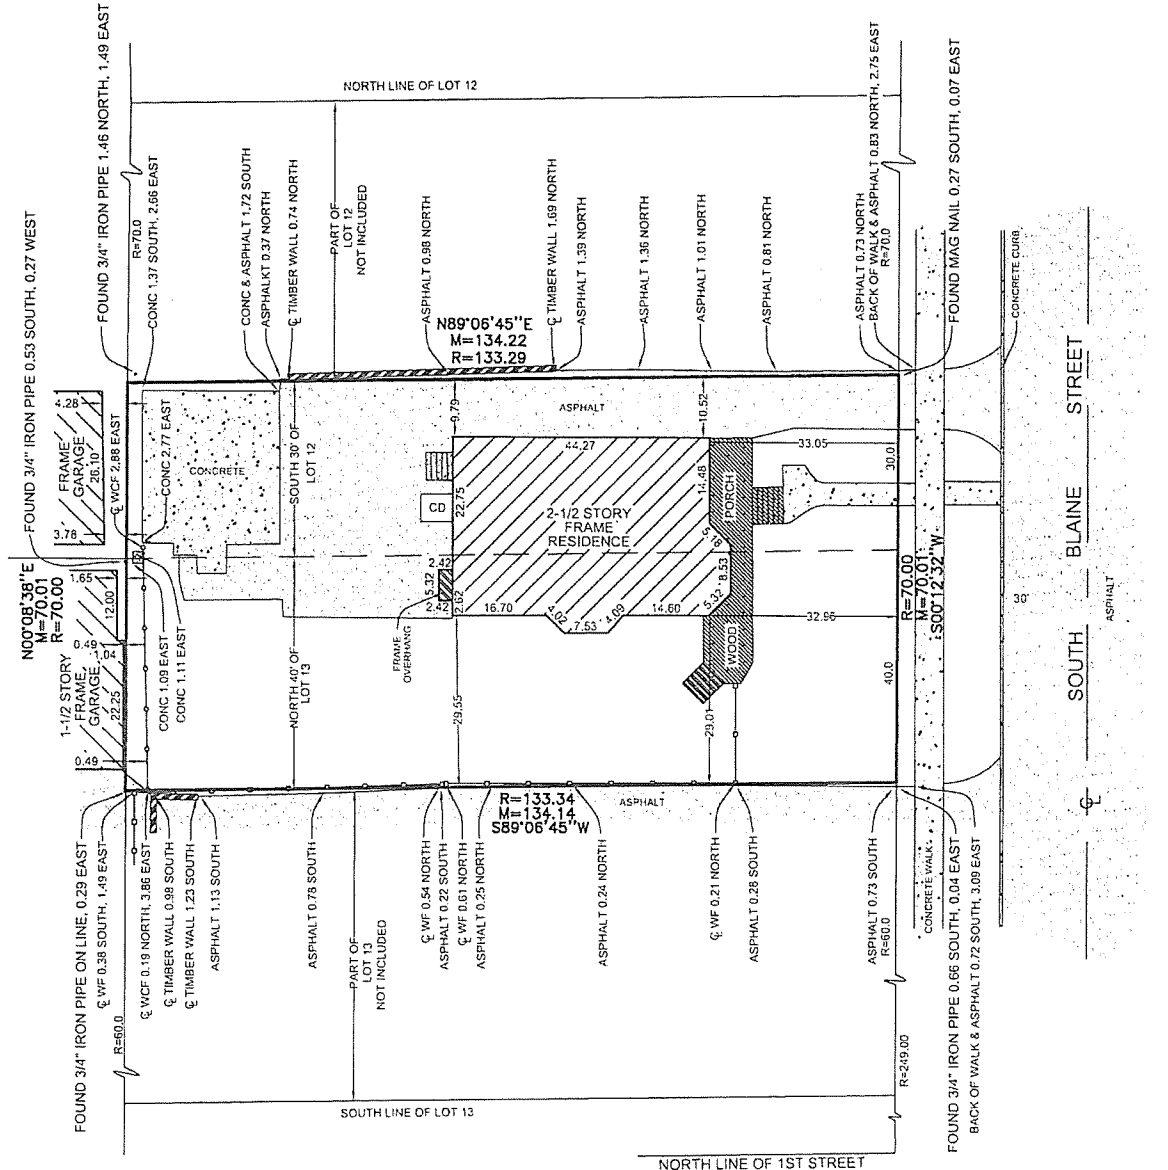 FOUND 3/4" IRON PIPE 0.53 SOUTH, 0.27 WEST
FOUND 3/4" IRON PIPE 1.46 NORTH, 1.49 EAST
R=70.0
CONC 1.37 SOUTH, 2.66 EAST
CONC & ASPHALT 1.72 SOUTH
ASPHALKT 0.37 NORTH
℄ TIMBER WALL 0.74 NORTH
NORTH LINE OF LOT 12
PART OF
LOT 12
NOT INCLUDED
ASPHALT 0.98 NORTH
N89°06'45"E
M=134.22
R=133.29
℄ TIMBER WALL 1.69 NORTH
ASPHALT 1.39 NORTH
ASPHALT 1.36 NORTH
ASPHALT 1.01 NORTH
ASPHALT 0.81 NORTH
ASPHALT 0.73 NORTH
R=70.0
BACK OF WALK & ASPHALT 0.83 NORTH, 2.75 EAST
FOUND MAG NAIL 0.27 SOUTH, 0.07 EAST
CONCRETE CURB
4.28
FRAME
GARAGE
26.10
3.78
℄ WCF 2.88 EAST
CONC 2.77 EAST
CONCRETE
SOUTH 30' OF
LOT 12
9.79
ASPHALT
10.52
33.05
30.0
44.27
14.48
PORCH
CD
22.75
2-1/2 STORY
FRAME
RESIDENCE
5.18
8.53
5.32
N00°08'38"E
M=70.01
R=70.00
1.65
12.00
0.49
1.04
1-1/2 STORY
FRAME
GARAGE
22.25
0.49
CONC 1.09 EAST
CONC 1.11 EAST
2.42
5.32
2.42
2.62
FRAME
OVERHANG
16.70
4.02
7.53
4.09
14.60
32.95
WOOD
NORTH 40' OF
LOT 13
29.55
29.01
40.0
R=70.00
M=70.01
S00°12'32"W
30'
ASPHALT
SOUTH BLAINE STREET
℄
R=133.34
M=134.14
S89°06'45"W
ASPHALT
FOUND 3/4" IRON PIPE ON LINE, 0.29 EAST
℄ WF 0.38 SOUTH, 1.49 EAST
R=60.0
℄ WCF 0.19 NORTH, 3.86 EAST
℄ TIMBER WALL 0.98 SOUTH
℄ TIMBER WALL 1.23 SOUTH
ASPHALT 1.13 SOUTH
ASPHALT 0.78 SOUTH
PART OF
LOT 13
NOT INCLUDED
℄ WF 0.54 NORTH
ASPHALT 0.22 SOUTH
℄ WF 0.61 NORTH
ASPHALT 0.25 NORTH
ASPHALT 0.24 NORTH
℄ WF 0.21 NORTH
ASPHALT 0.28 SOUTH
ASPHALT 0.73 SOUTH
R=60.0
CONCRETE WALK
FOUND 3/4" IRON PIPE 0.66 SOUTH, 0.04 EAST
BACK OF WALK & ASPHALT 0.72 SOUTH, 3.09 EAST
R=249.00
SOUTH LINE OF LOT 13
NORTH LINE OF 1ST STREET